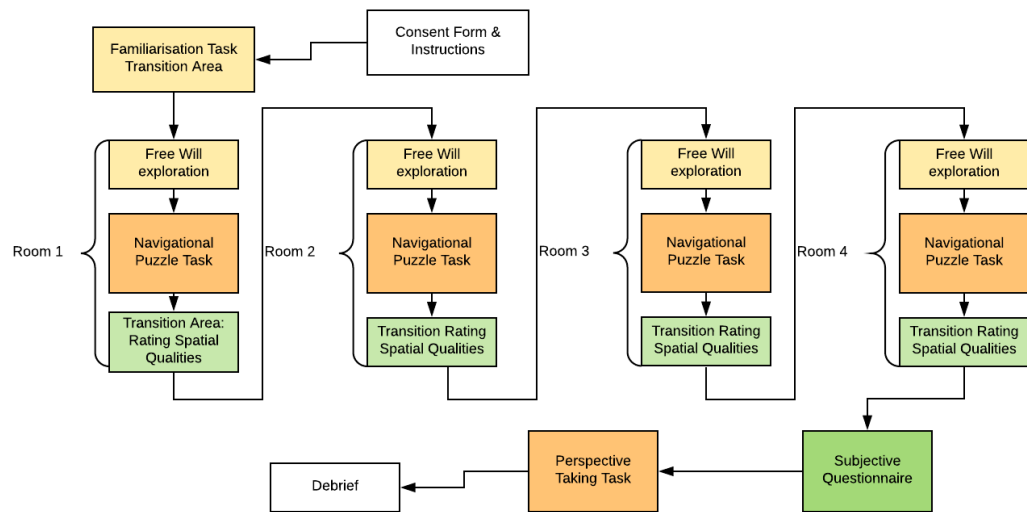 Consent Form &
Instructions
Familiarisation Task
Transition Area
Room 1
Free Will
exploration
Navigational
Puzzle Task
Transition Area:
Rating Spatial
Qualities
Room 2
Free Will
exploration
Navigational
Puzzle Task
Transition Rating
Spatial Qualities
Room 3
Free Will
exploration
Navigational
Puzzle Task
Transition Rating
Spatial Qualities
Room 4
Free Will
exploration
Navigational
Puzzle Task
Transition Rating
Spatial Qualities
Subjective
Questionnaire
Perspective
Taking Task
Debrief